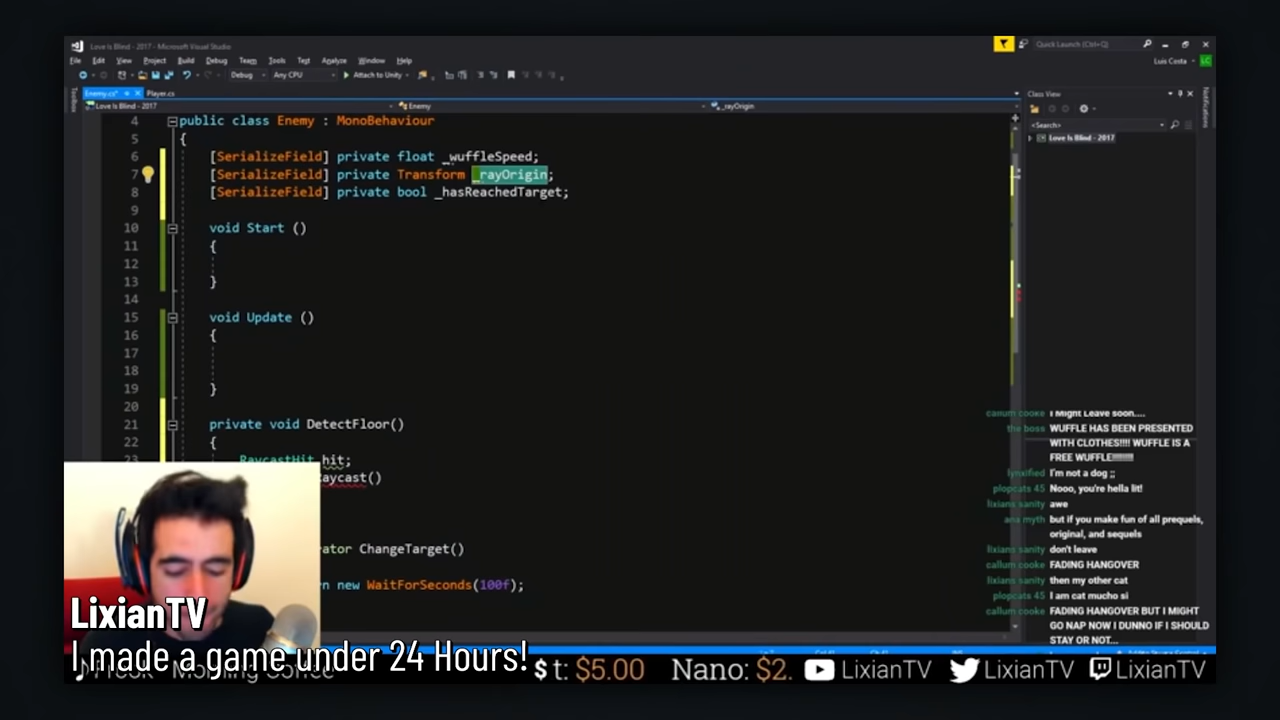 Love Is Blind - 2017 - Microsoft Visual Studio
Quick Launch (Ctrl+Q)
File Edit View Project Build Debug Team Tools Test Analyze Window Help
Luis Costa LC
Debug Any CPU Attach to Unity
Enemy.cs* Player.cs
Class View
Love Is Blind - 2017 Enemy _rayOrigin
<Search>
Love Is Blind - 2017
Toolbox
Notifications
4 public class Enemy : MonoBehaviour
5 {
6 [SerializeField] private float _wuffleSpeed;
7 [SerializeField] private Transform _rayOrigin;
8 [SerializeField] private bool _hasReachedTarget;
9
10 void Start ()
11 {
12
13 }
14
15 void Update ()
16 {
17
18
19 }
20
21 private void DetectFloor()
22 {
23 RaycastHit hit;
aycast()
ator ChangeTarget()
n new WaitForSeconds(100f);
callum cooke I Might Leave soon....
the boss WUFFLE HAS BEEN PRESENTED
WITH CLOTHES!!!! WUFFLE IS A
FREE WUFFLE!!!!!!!!!
lynxified I'm not a dog ;;
plopcats 45 Nooo, you're hella lit!
lixians sanity awe
ana myth but if you make fun of all prequels,
original, and sequels
lixians sanity don't leave
callum cooke FADING HANGOVER
lixians sanity then my other cat
plopcats 45 I am cat mucho si
callum cooke FADING HANGOVER BUT I MIGHT
GO NAP NOW I DUNNO IF I SHOULD
STAY OR NOT...
LixianTV
I made a game under 24 Hours!
$ t: $5.00 Nano: $2. LixianTV LixianTV LixianTV